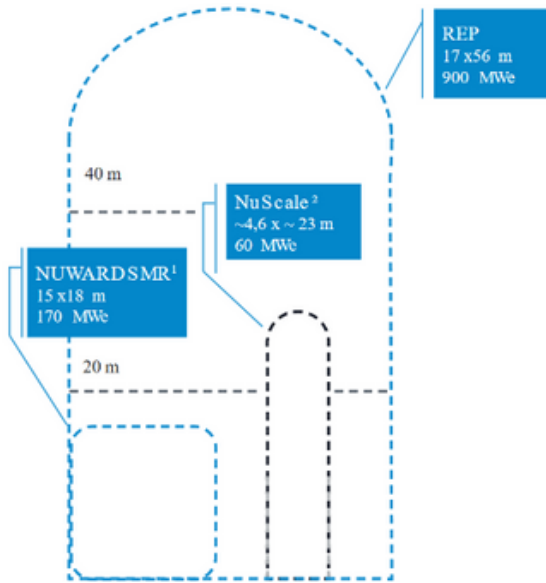 REP
17 x56 m
900 MWe
40 m
NuScale ²
~4,6 x ~ 23 m
60 MWe
NUWARD SMR¹
15 x18 m
170 MWe
20 m